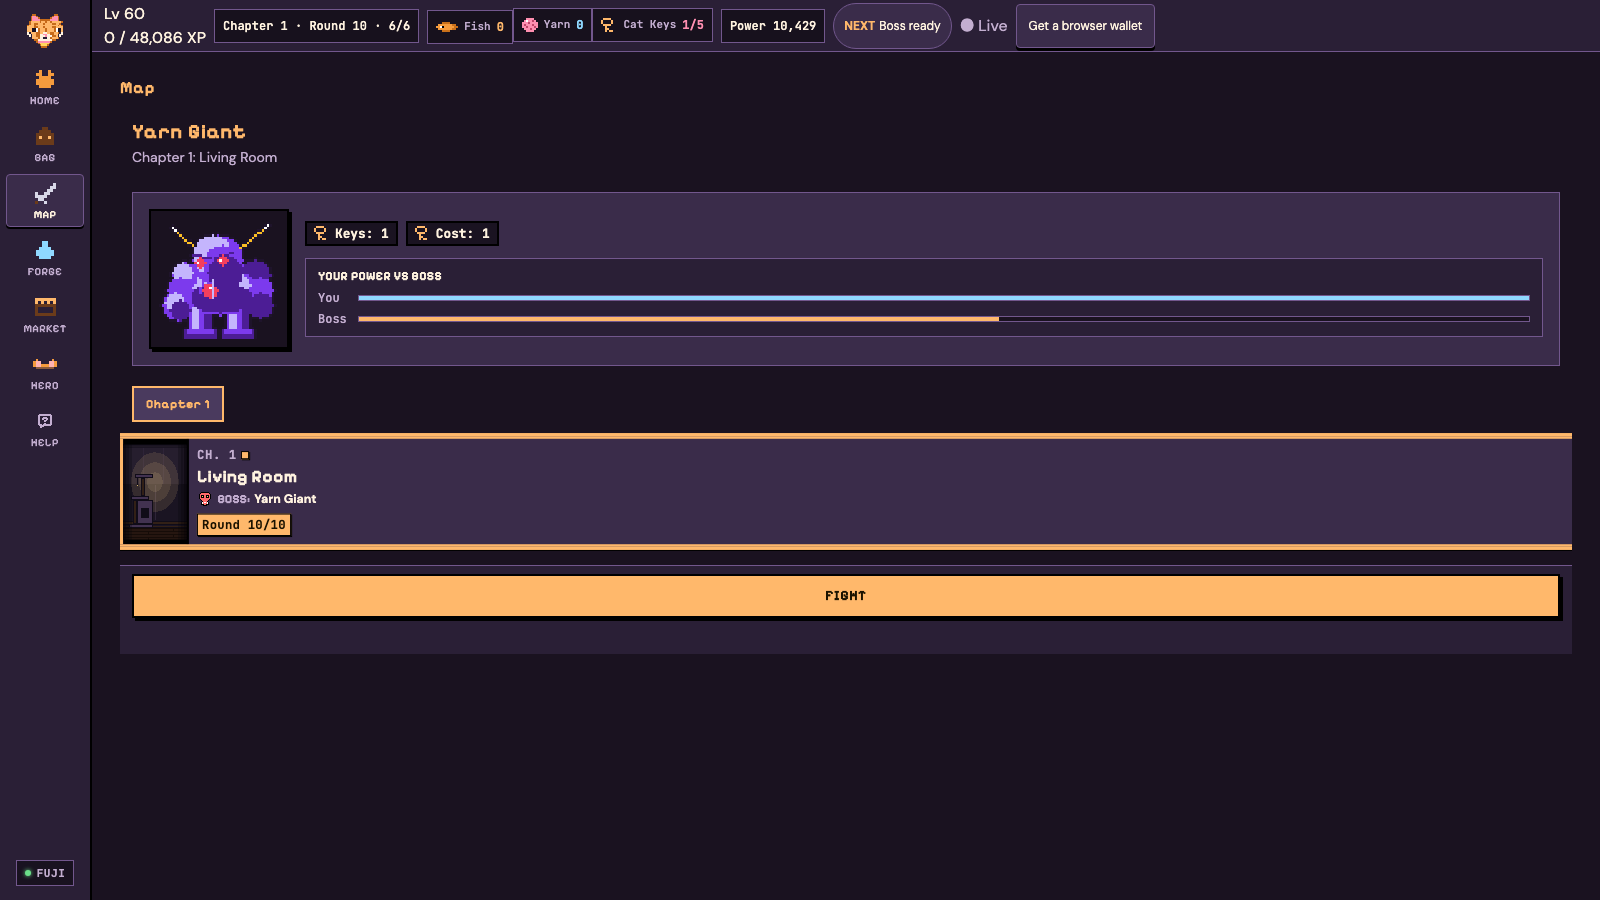 Lv 60
0 / 48,086 XP
Chapter 1 · Round 10 · 6/6
Fish 0
Yarn 0
Cat Keys 1/5
Power 10,429
NEXT Boss ready
Live
Get a browser wallet
HOME
BAG
MAP
FORGE
MARKET
HERO
HELP
FUJI
Map
Yarn Giant
Chapter 1: Living Room
Keys: 1
Cost: 1
YOUR POWER VS BOSS
You
Boss
Chapter 1
CH. 1
Living Room
BOSS: Yarn Giant
Round 10/10
FIGHT